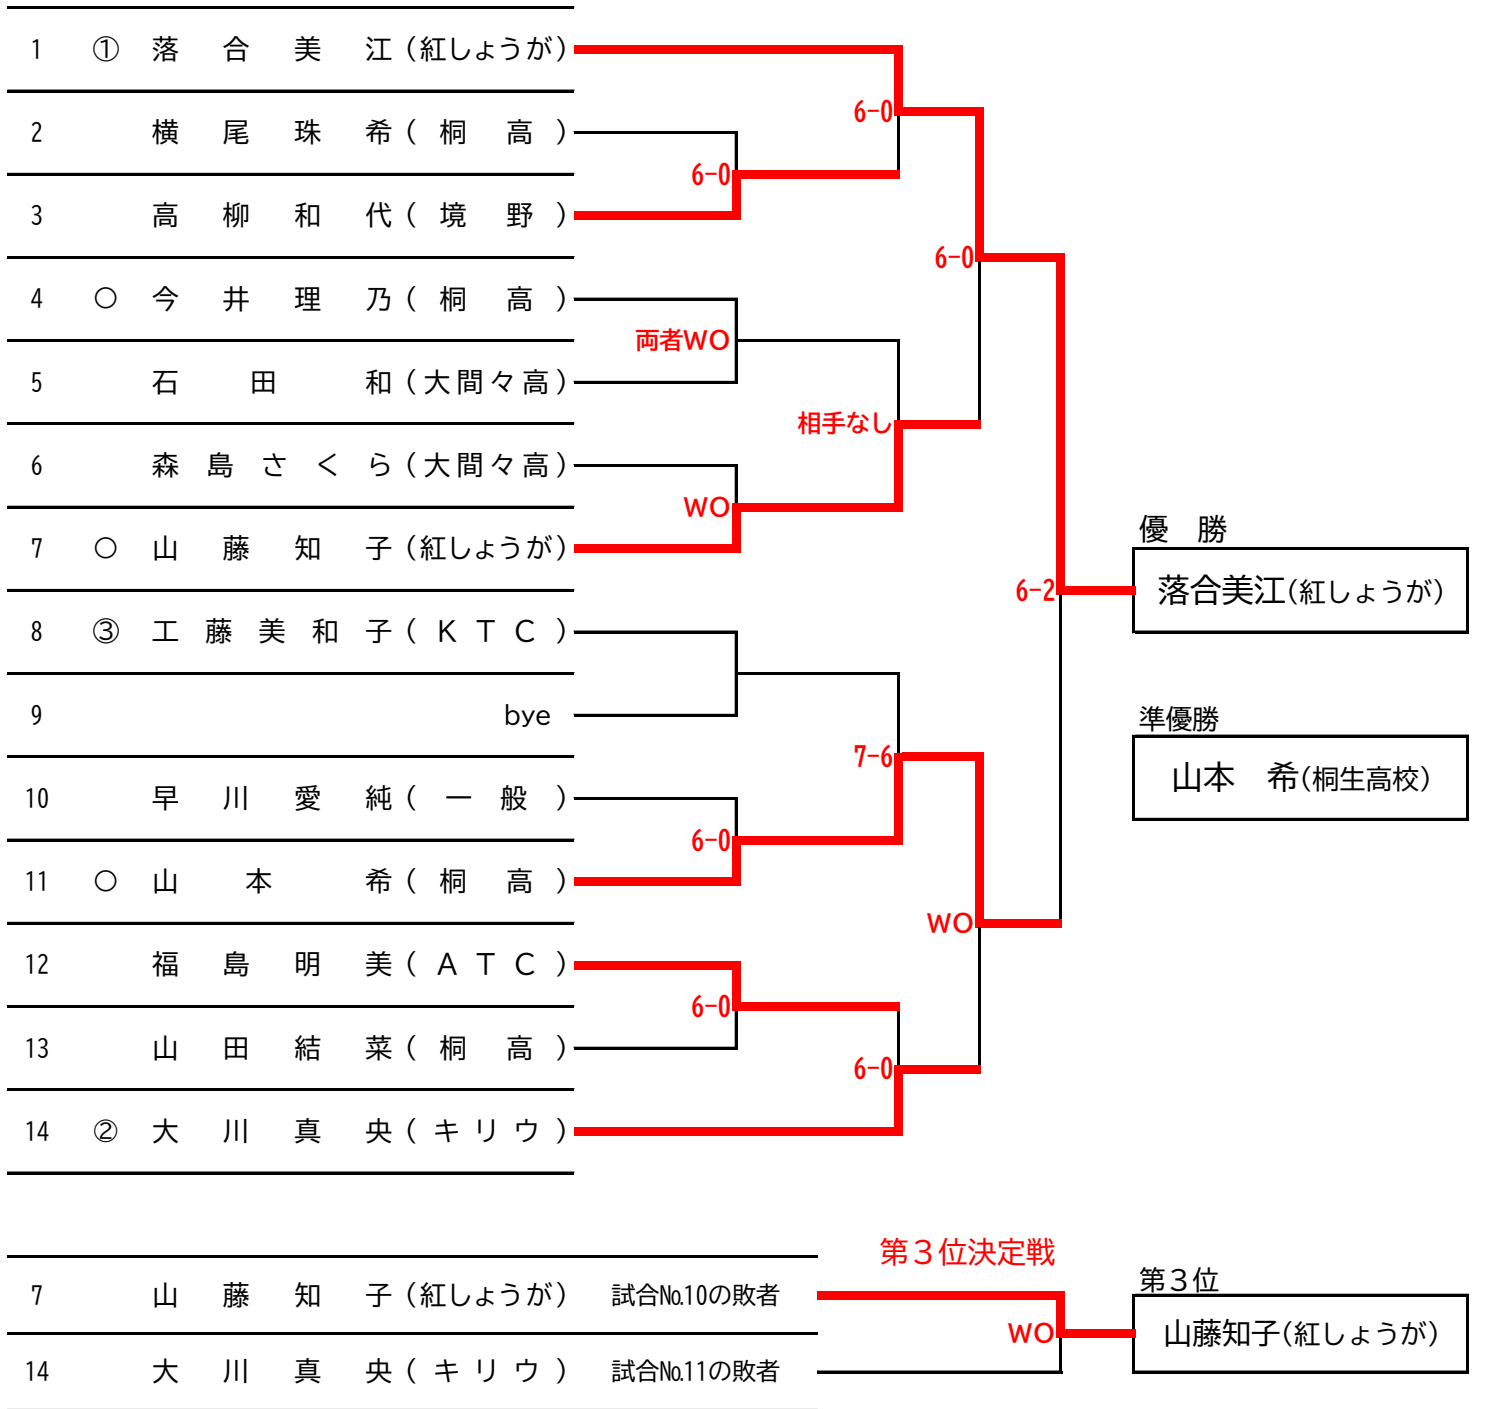 1 ① 落合美江(紅しょうが)
6-0
2 横尾珠希(桐高)
6-0
3 高柳和代(境野)
6-0
4 〇 今井理乃(桐高)
両者WO
5 石田和(大間々高)
相手なし
6 森島さくら(大間々高)
WO
7 〇 山藤知子(紅しょうが)
優 勝
6-2
落合美江(紅しょうが)
8 ③ 工藤美和子(KTC)
9 bye
準優勝
7-6
山本 希(桐生高校)
10 早川愛純(一般)
6-0
11 〇 山本希(桐高)
WO
12 福島明美(ATC)
6-0
13 山田結菜(桐高)
6-0
14 ② 大川真央(キリウ)
第3位決定戦
第3位
7 山藤知子(紅しょうが) 試合№10の敗者
WO
山藤知子(紅しょうが)
14 大川真央(キリウ) 試合№11の敗者